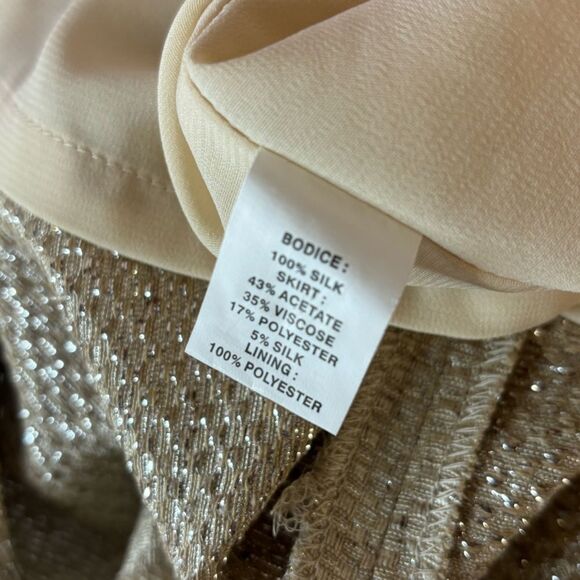 BODICE :
100% SILK
SKIRT :
43% ACETATE
35% VISCOSE
17% POLYESTER
5% SILK
LINING :
100% POLYESTER